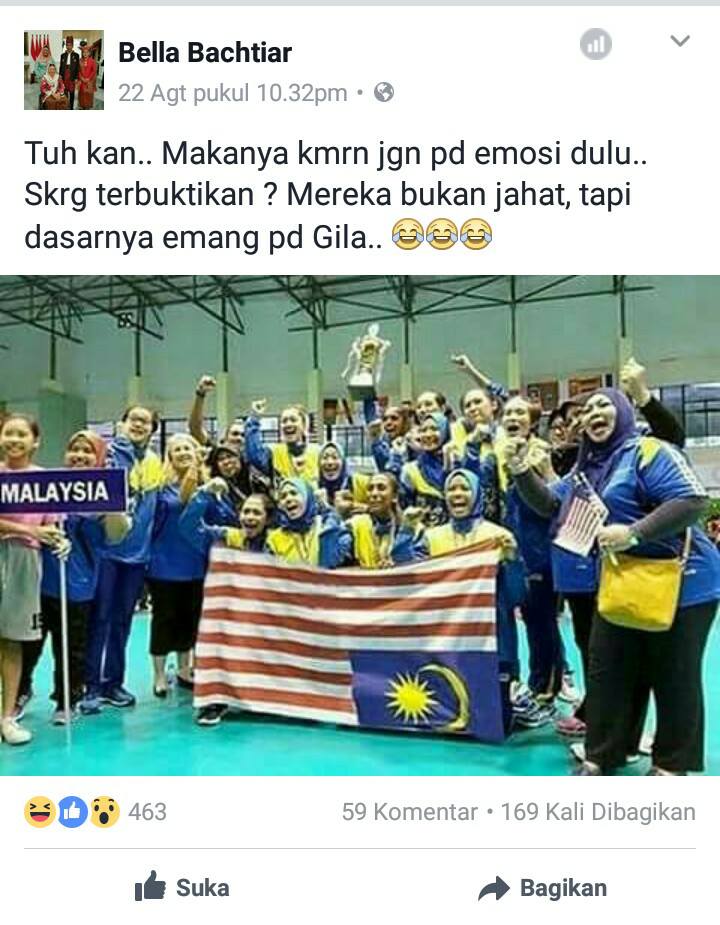 Bella Bachtiar
22 Agt pukul 10.32pm •
Tuh kan.. Makanya kmrn jgn pd emosi dulu..
Skrg terbuktikan ? Mereka bukan jahat, tapi
dasarnya emang pd Gila.. 😂😂😂
MALAYSIA
463
59 Komentar • 169 Kali Dibagikan
Suka
Bagikan